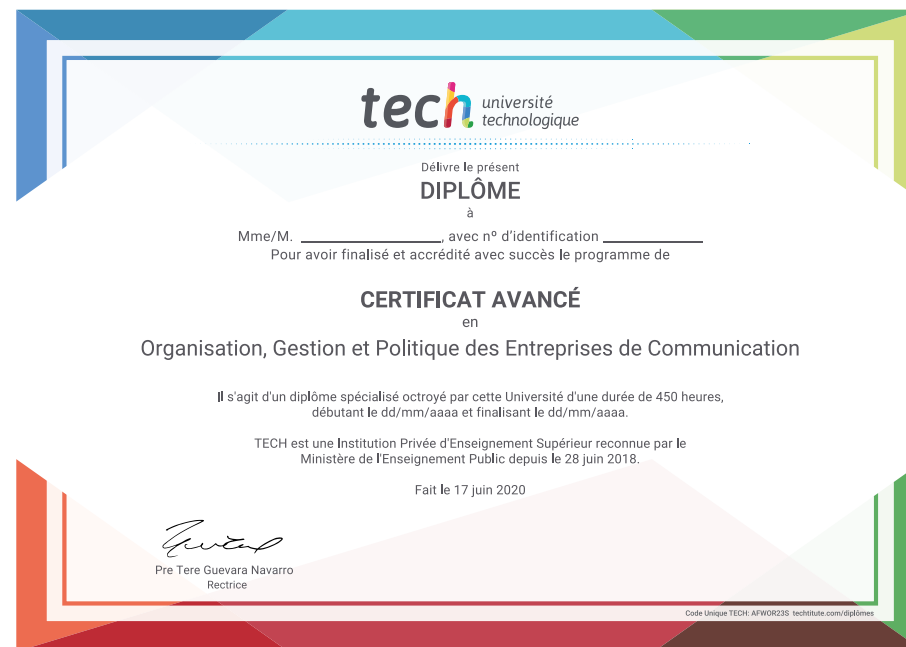 tech université
technologique
Délivre le présent
DIPLÔME
à
Mme/M. ____________________, avec nº d'identification ______________
Pour avoir finalisé et accrédité avec succès le programme de
CERTIFICAT AVANCÉ
en
Organisation, Gestion et Politique des Entreprises de Communication
Il s'agit d'un diplôme spécialisé octroyé par cette Université d'une durée de 450 heures,
débutant le dd/mm/aaaa et finalisant le dd/mm/aaaa.
TECH est une Institution Privée d'Enseignement Supérieur reconnue par le
Ministère de l'Enseignement Public depuis le 28 juin 2018.
Fait le 17 juin 2020
Pre Tere Guevara Navarro
Rectrice
Code Unique TECH: AFWOR23S techtitute.com/diplômes